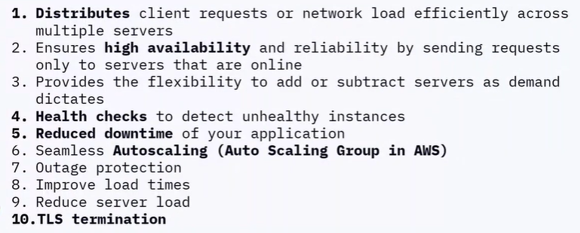 1. Distributes client requests or network load efficiently across
multiple servers
2. Ensures high availability and reliability by sending requests
only to servers that are online
3. Provides the flexibility to add or subtract servers as demand
dictates
4. Health checks to detect unhealthy instances
5. Reduced downtime of your application
6. Seamless Autoscaling (Auto Scaling Group in AWS)
7. Outage protection
8. Improve load times
9. Reduce server load
10.TLS termination